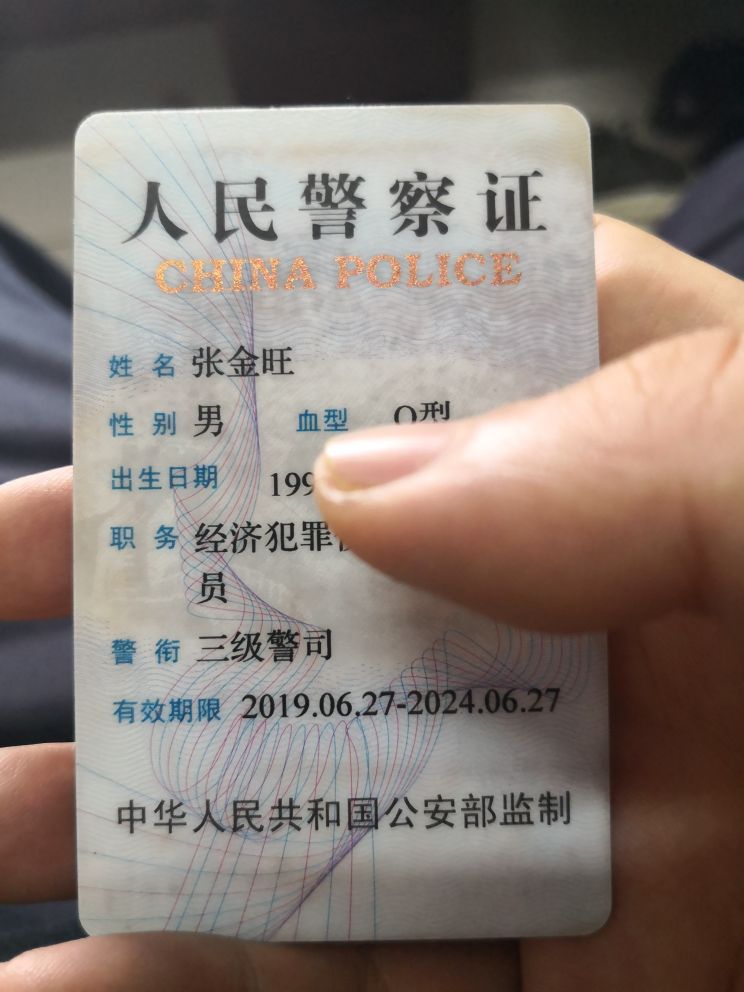 人民警察证
CHINA POLICE
姓名 张金旺
性别 男 血型 O型
出生日期 199
职务 经济犯罪
员
警衔 三级警司
有效期限 2019.06.27-2024.06.27
中华人民共和国公安部监制